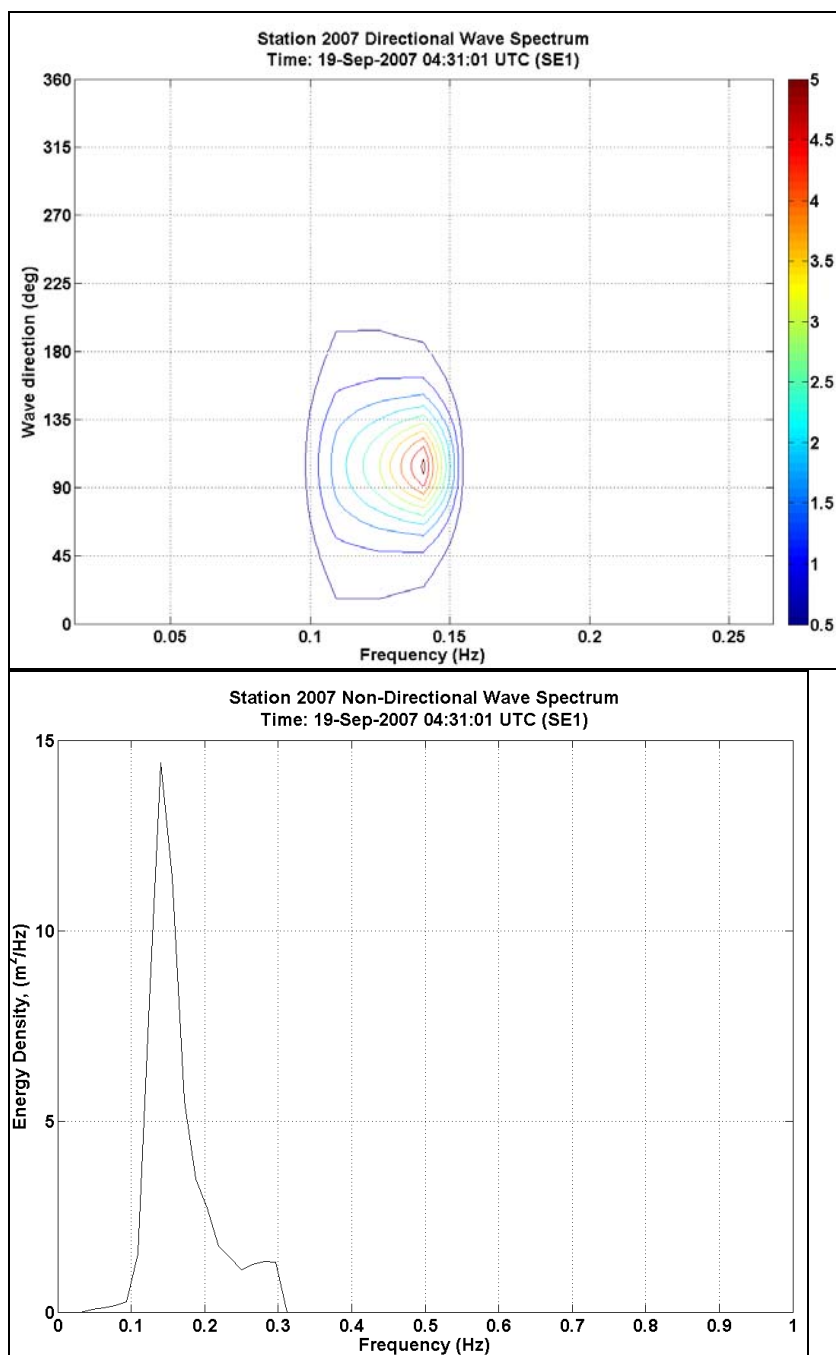 Station 2007 Directional Wave Spectrum
Time: 19-Sep-2007 04:31:01 UTC (SE1)
360
315
270
225
180
135
90
45
0
Wave direction (deg)
0.05 0.1 0.15 0.2 0.25
Frequency (Hz)
5
4.5
4
3.5
3
2.5
2
1.5
1
0.5
Station 2007 Non-Directional Wave Spectrum
Time: 19-Sep-2007 04:31:01 UTC (SE1)
15
10
5
0
Energy Density, (m²/Hz)
0 0.1 0.2 0.3 0.4 0.5 0.6 0.7 0.8 0.9 1
Frequency (Hz)